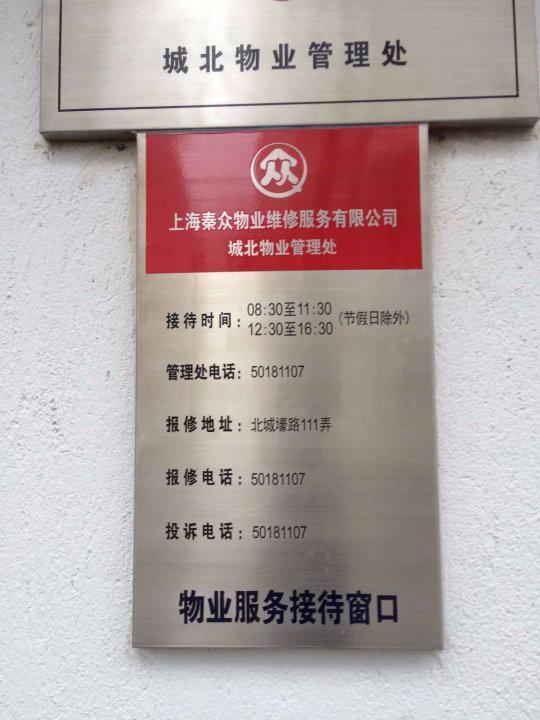 城北物业管理处
众
上海秦众物业维修服务有限公司
城北物业管理处
接待时间：08:30至11:30
12:30至16:30
（节假日除外）
管理处电话：50181107
报修地址：北城壕路111弄
报修电话：50181107
投诉电话：50181107
物业服务接待窗口